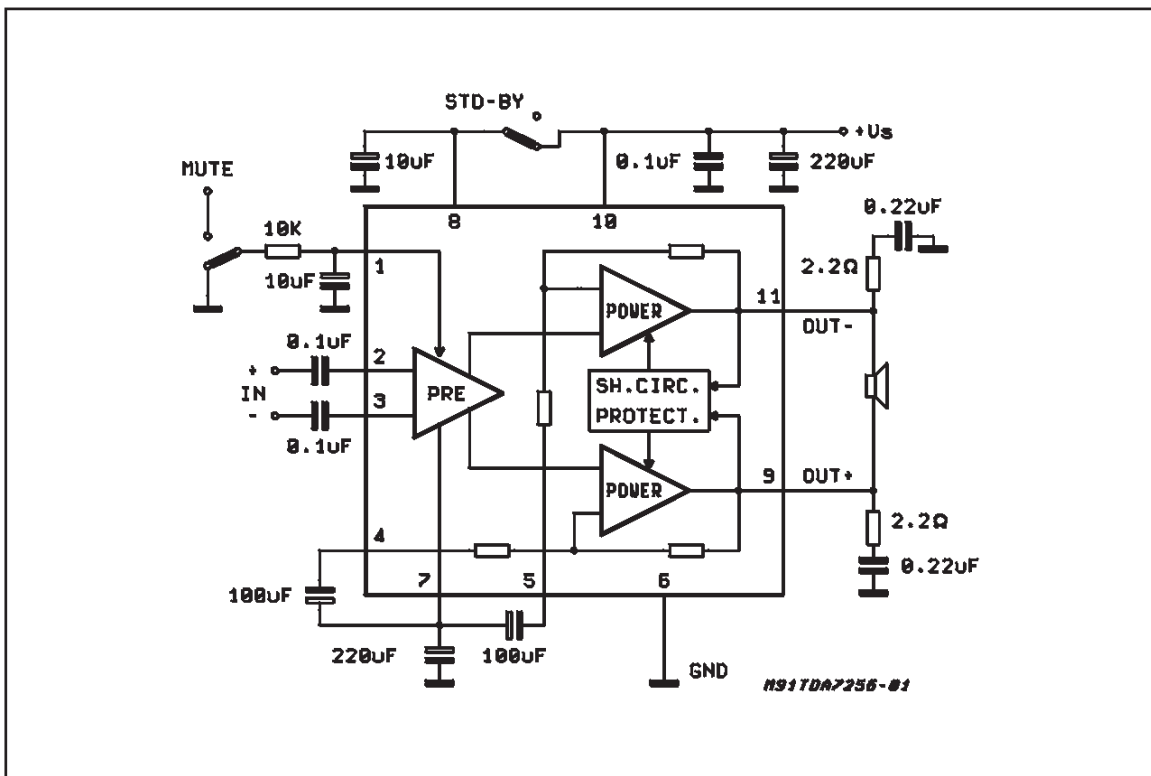 STD-BY
+Us
10uF
0.1uF
220uF
MUTE
0.22uF
8
10
10K
2.2Ω
1
10uF
11
POWER
OUT-
0.1uF
2
+
IN
-
PRE
SH.CIRC.
PROTECT.
3
0.1uF
9
OUT+
POWER
2.2Ω
4
0.22uF
7
5
6
100uF
220uF
100uF
GND
M91TDA7256-01